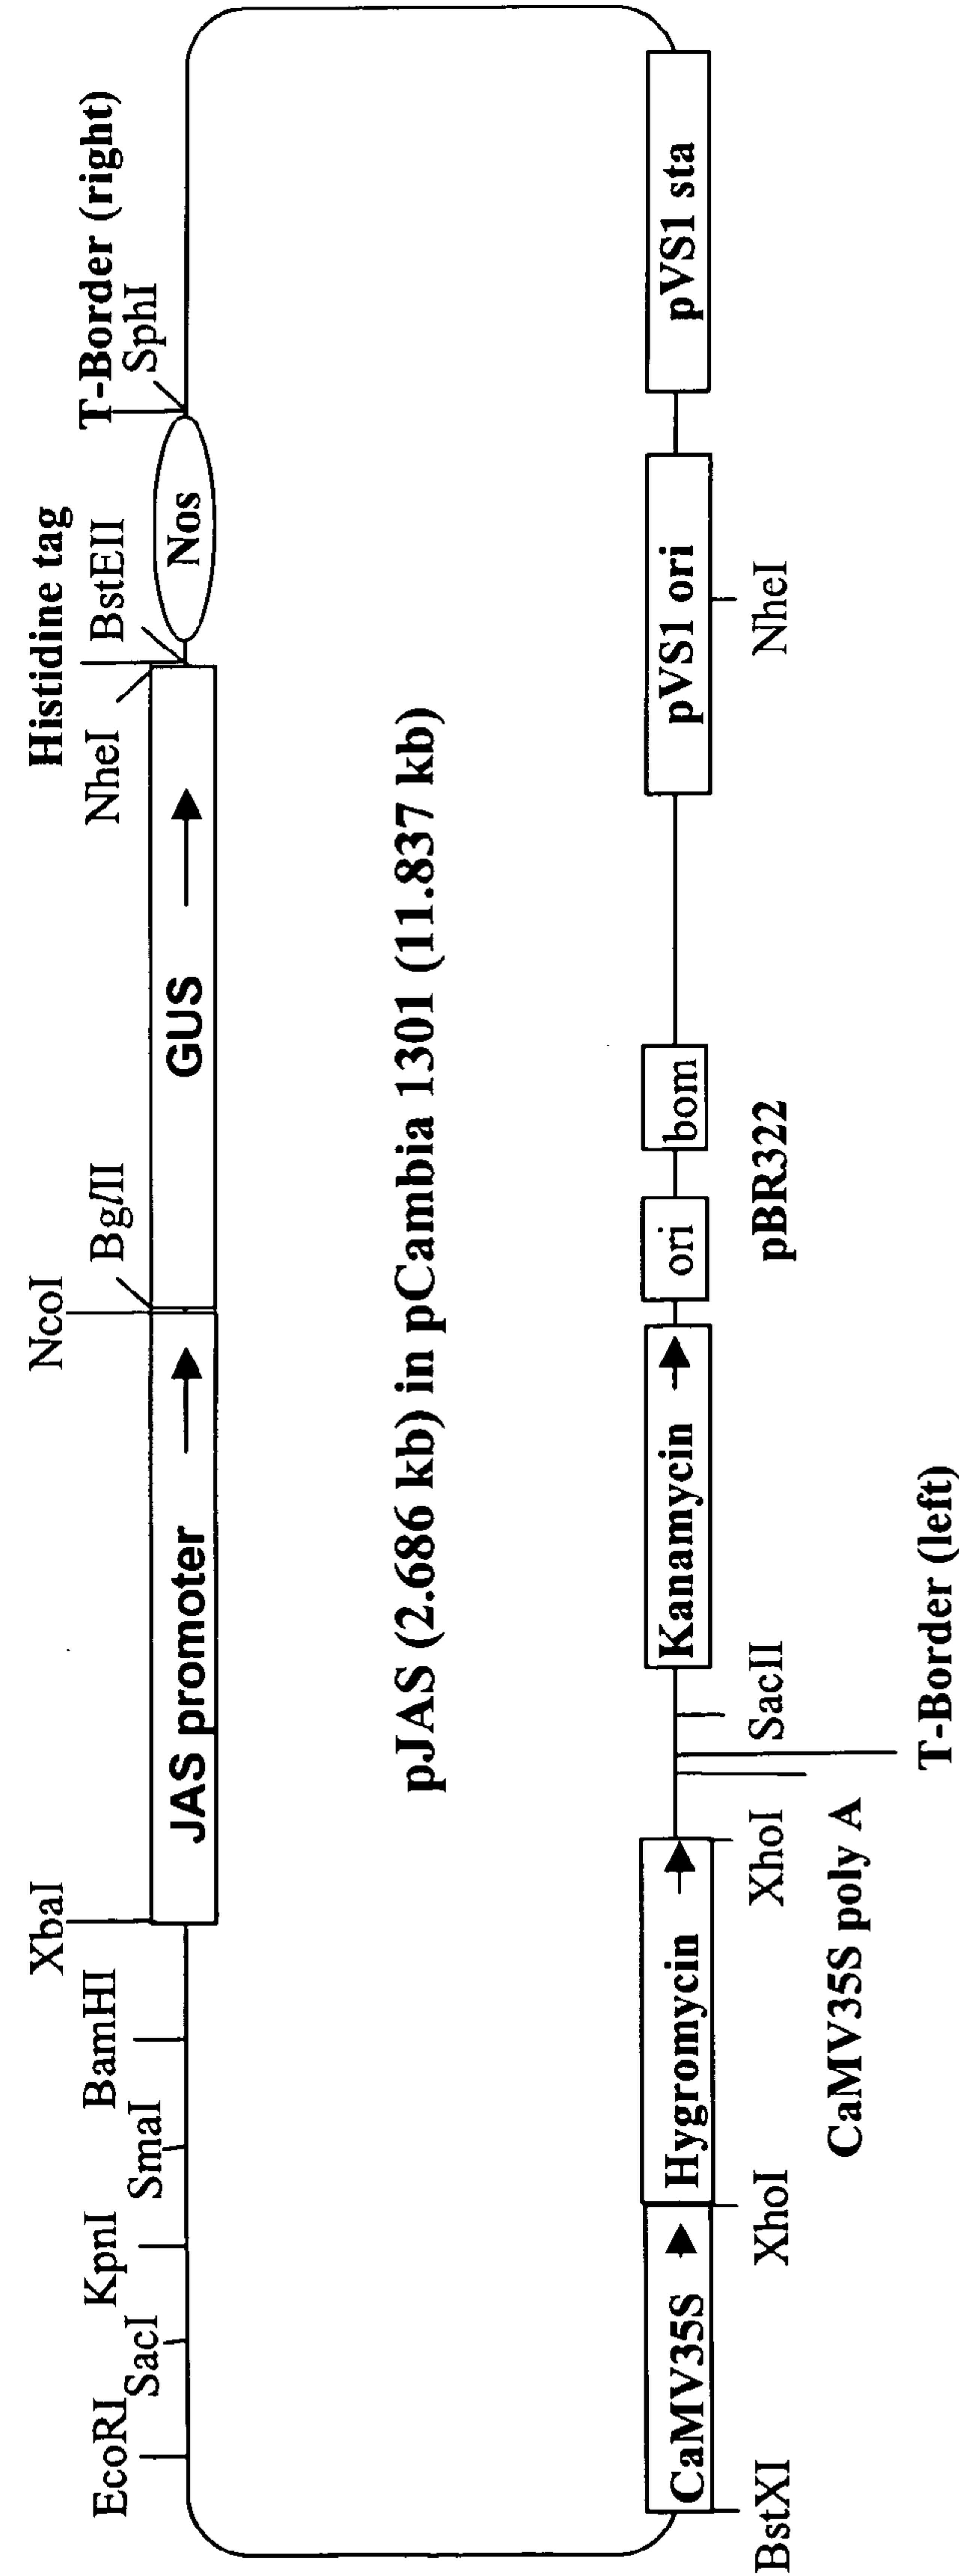 EcoRI
SacI
KpnI
SmaI
BamHI
XbaI
NcoI
BglII
NheI
Histidine tag
BstEII
T-Border (right)
SphI
JAS promoter
GUS
Nos
pJAS (2.686 kb) in pCambia 1301 (11.837 kb)
CaMV35S
Hygromycin
Kanamycin
ori
bom
pVS1 ori
pVS1 sta
BstXI
XhoI
XhoI
SacII
pBR322
NheI
CaMV35S poly A
T-Border (left)